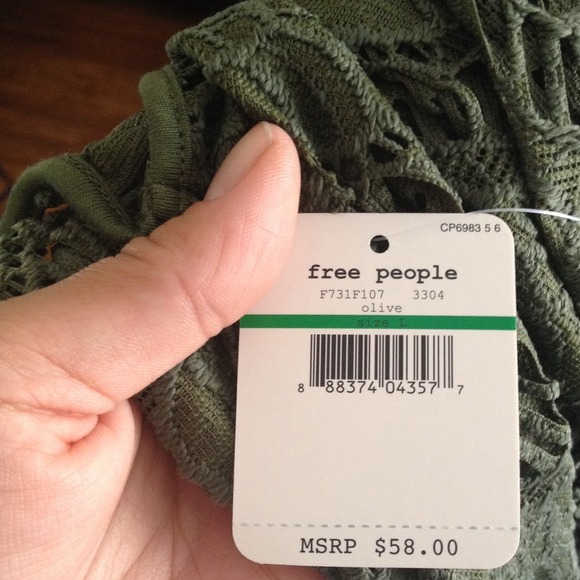 CP6983 5 6
free people
F731F107 3304
olive
size L
8 88374 04357 7
MSRP $58.00